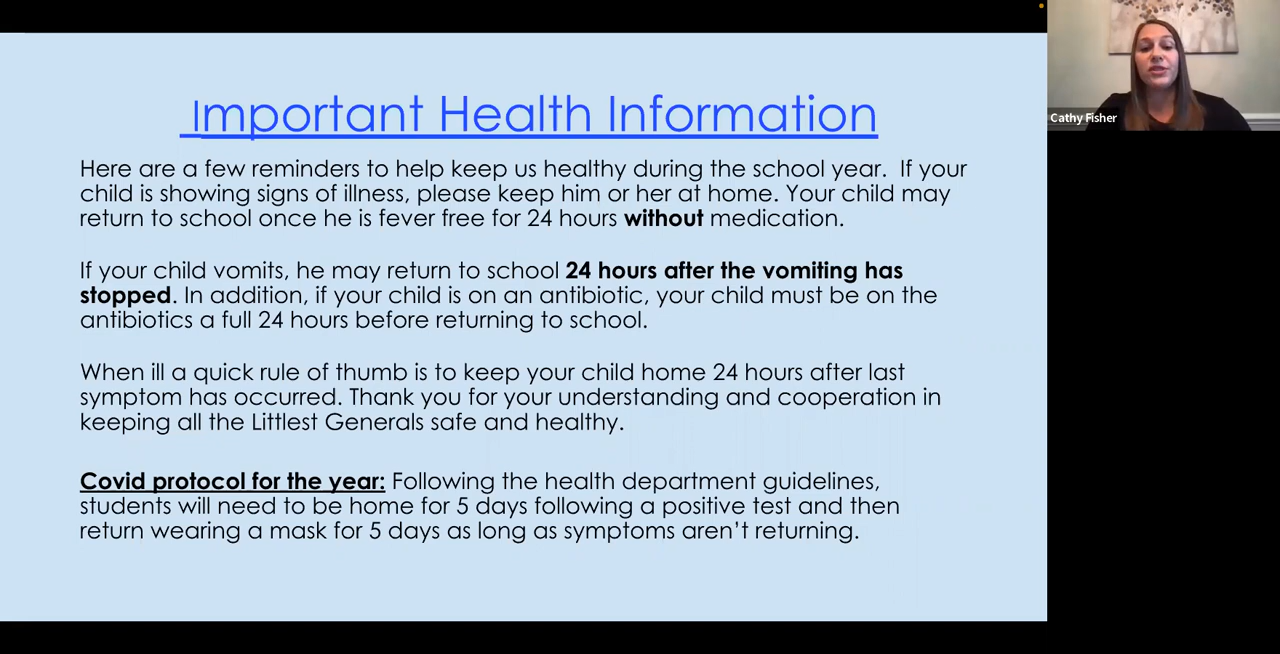 Important Health Information
Here are a few reminders to help keep us healthy during the school year.  If your
child is showing signs of illness, please keep him or her at home. Your child may
return to school once he is fever free for 24 hours without medication.
If your child vomits, he may return to school 24 hours after the vomiting has
stopped. In addition, if your child is on an antibiotic, your child must be on the
antibiotics a full 24 hours before returning to school.
When ill a quick rule of thumb is to keep your child home 24 hours after last
symptom has occurred. Thank you for your understanding and cooperation in
keeping all the Littlest Generals safe and healthy.
Covid protocol for the year: Following the health department guidelines,
students will need to be home for 5 days following a positive test and then
return wearing a mask for 5 days as long as symptoms aren’t returning.
Cathy Fisher